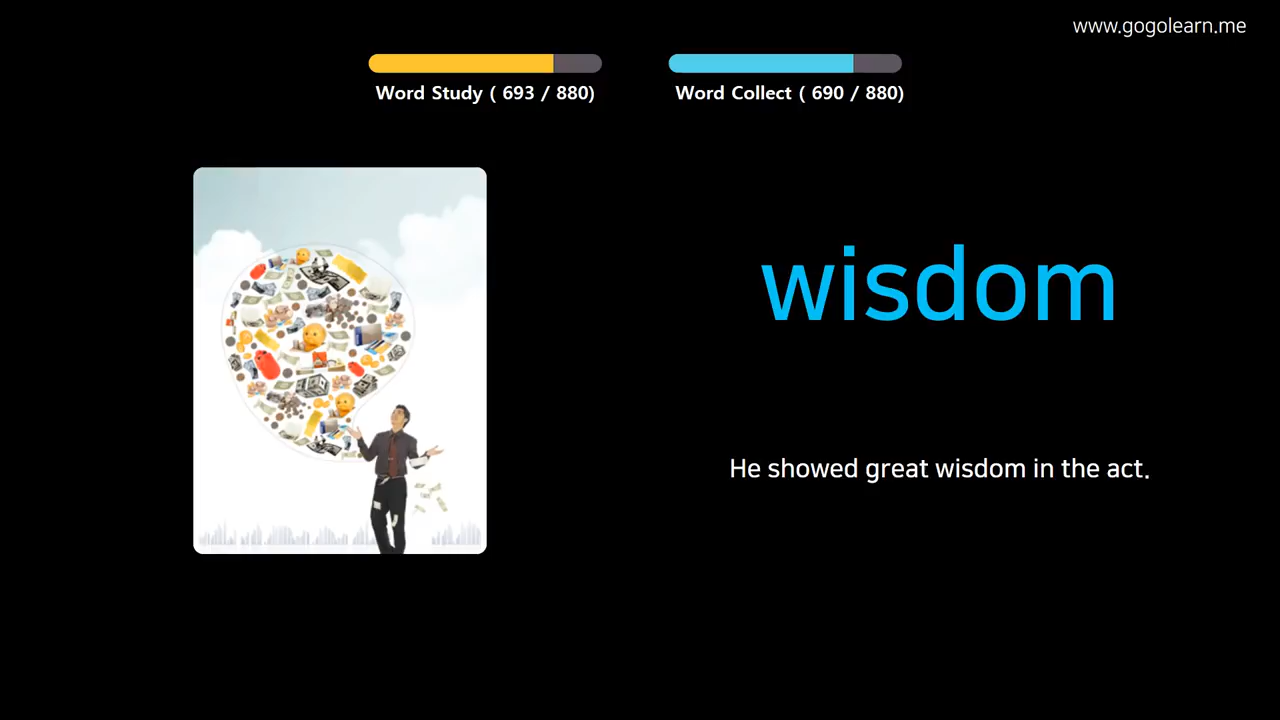 www.gogolearn.me
Word Study ( 693 / 880)
Word Collect ( 690 / 880)
wisdom
He showed great wisdom in the act.